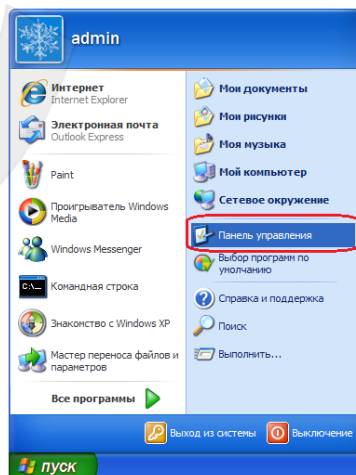 admin
Интернет
Internet Explorer
Электронная почта
Outlook Express
Paint
Проигрыватель Windows
Media
Windows Messenger
Командная строка
Знакомство с Windows XP
Мастер переноса файлов и
параметров
Все программы
Мои документы
Мои рисунки
Моя музыка
Мой компьютер
Сетевое окружение
Панель управления
Выбор программ по
умолчанию
Справка и поддержка
Поиск
Выполнить...
Выход из системы
Выключение
пуск